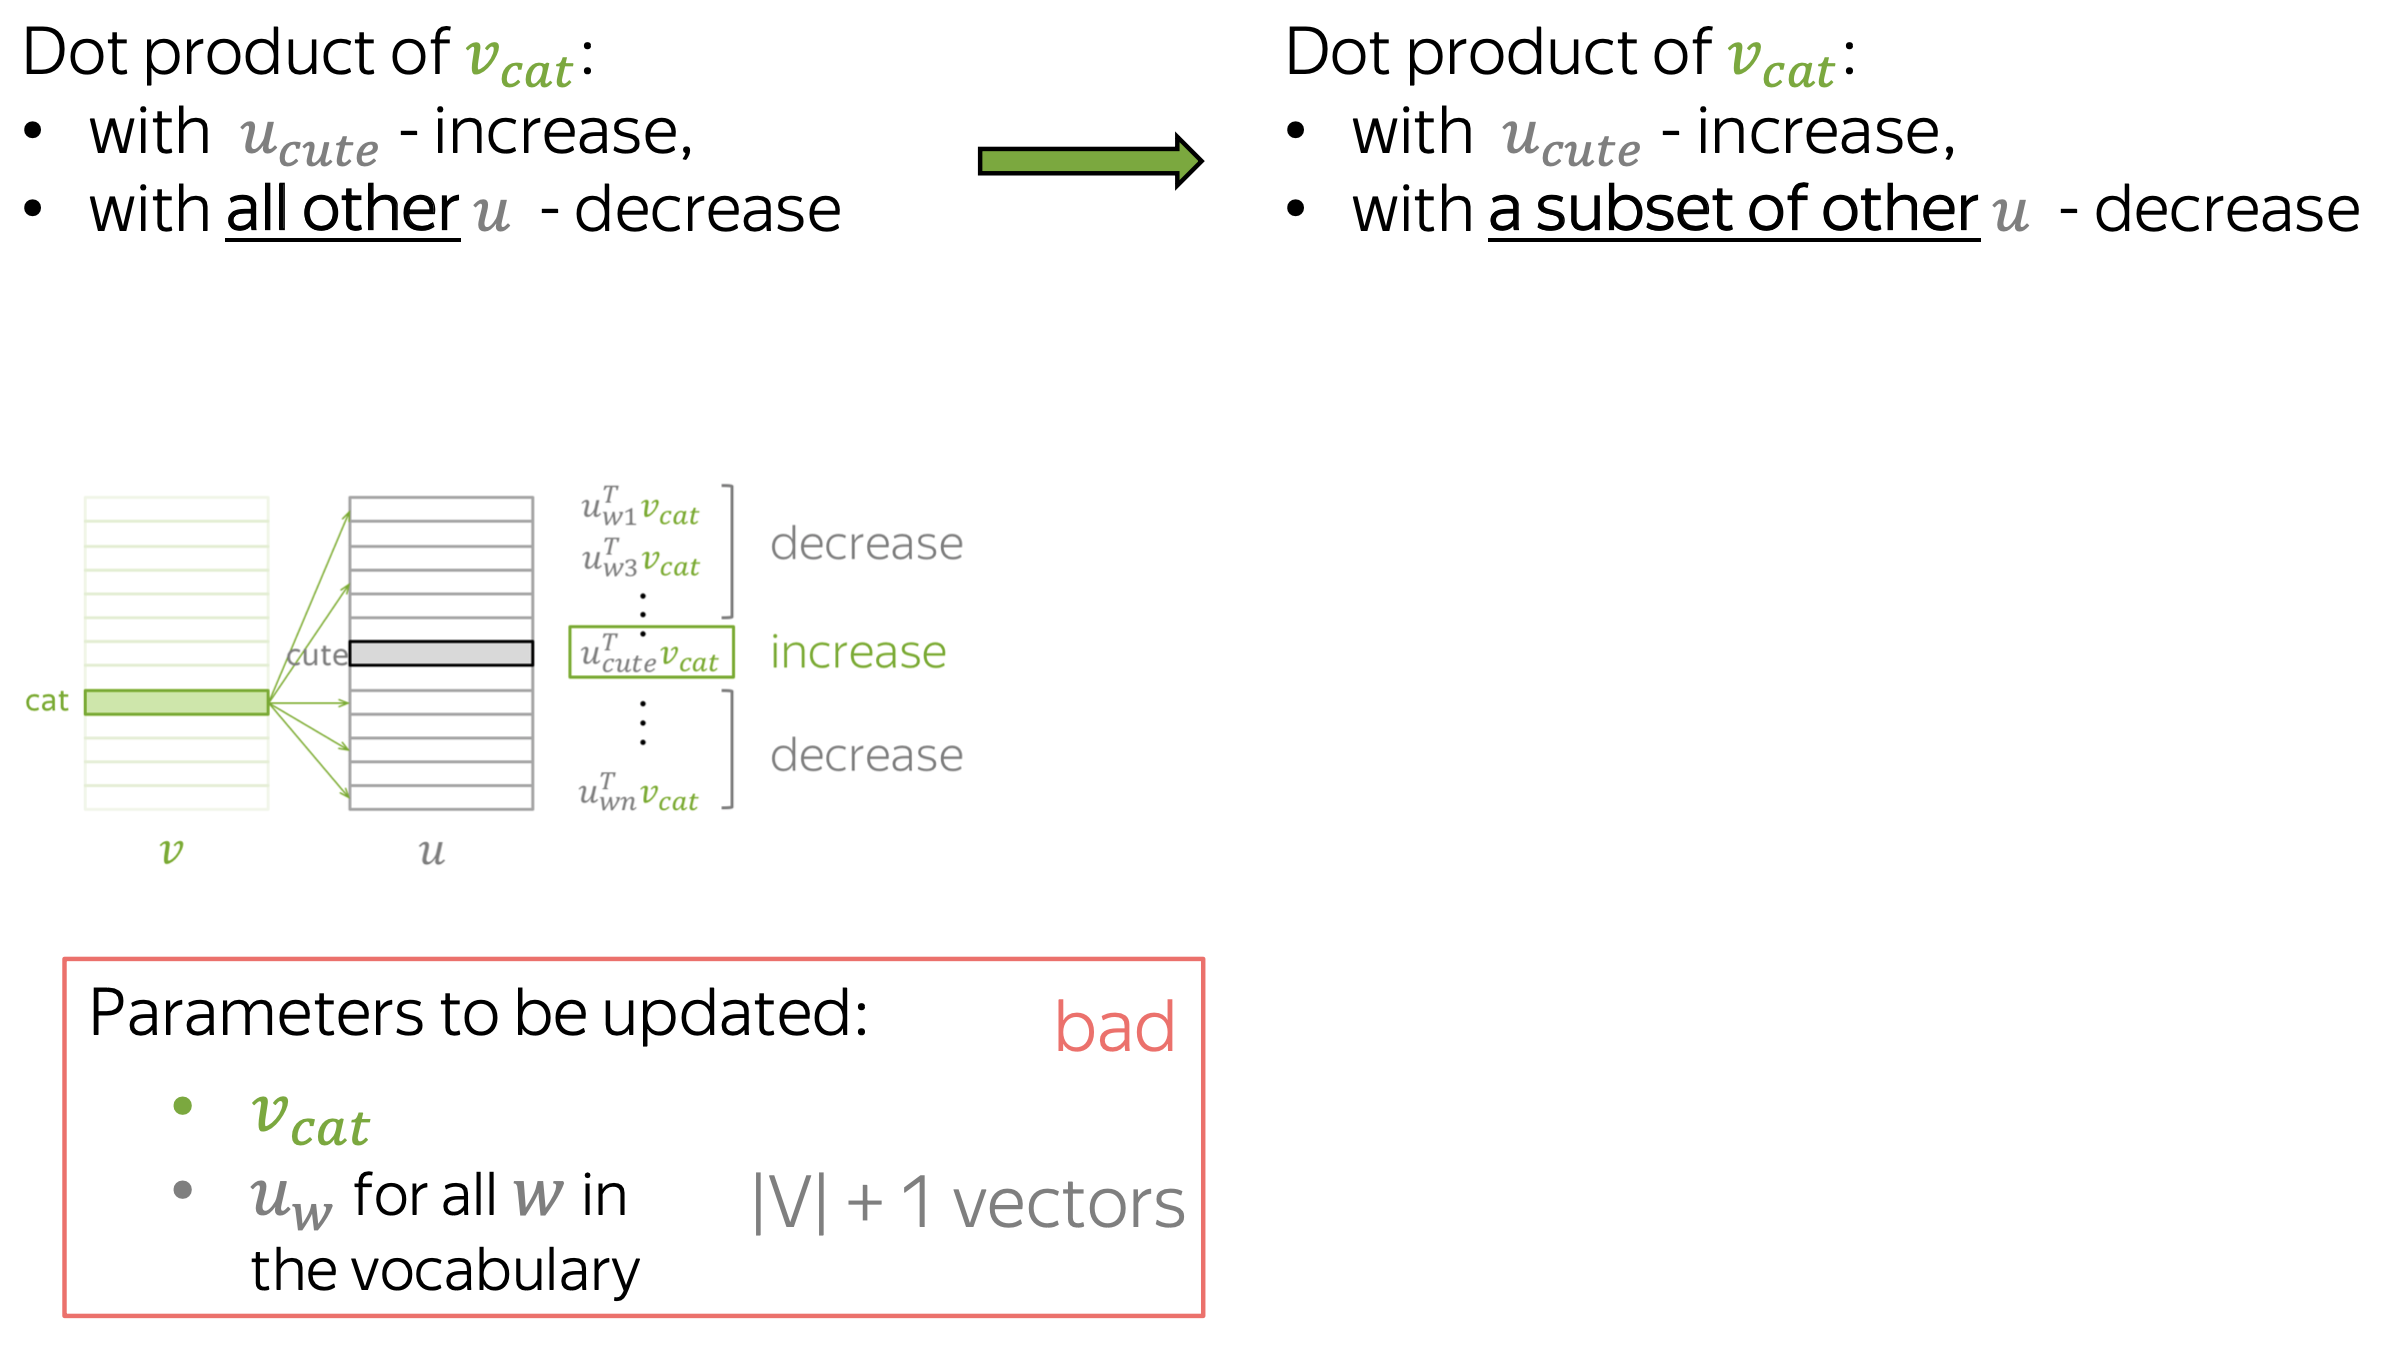 Dot product of v_cat:
• with u_cute - increase,
• with all other u - decrease
Dot product of v_cat:
• with u_cute - increase,
• with a subset of other u - decrease
u^T_w1 v_cat
u^T_w3 v_cat
decrease
cute
u^T_cute v_cat
increase
cat
decrease
u^T_wn v_cat
v
u
Parameters to be updated:
bad
• v_cat
• u_w for all w in
the vocabulary
|V| + 1 vectors